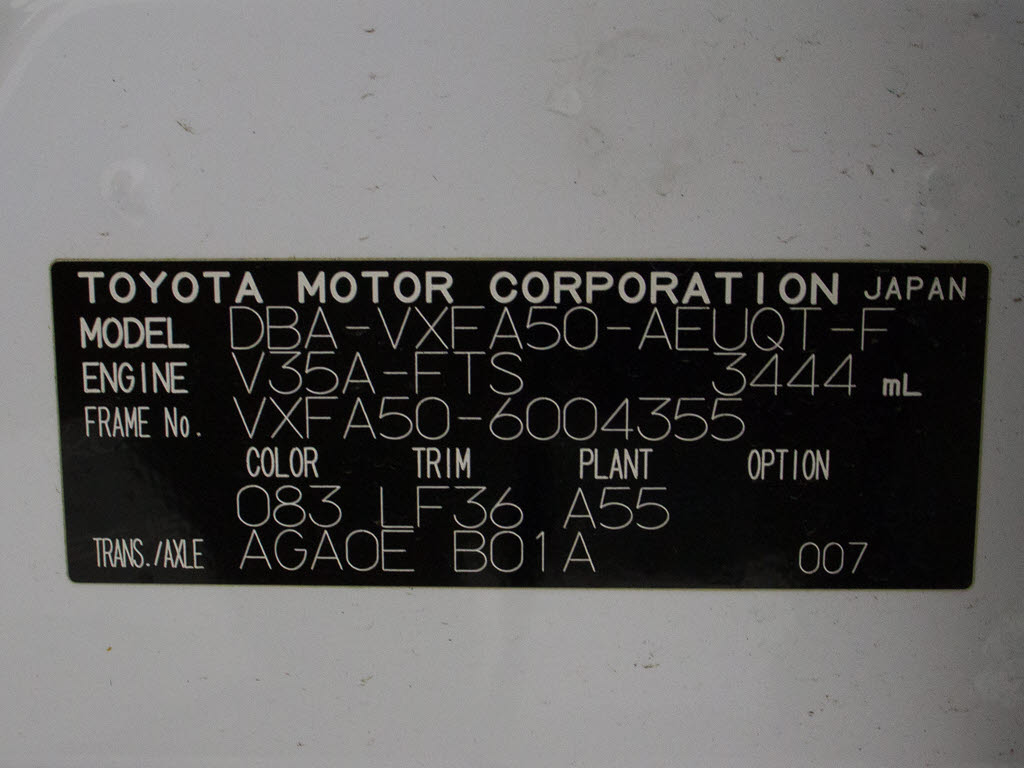 TOYOTA MOTOR CORPORATION JAPAN
MODEL DBA-VXFA50-AEUQT-F
ENGINE V35A-FTS 3444 mL
FRAME No. VXFA50-6004355
COLOR TRIM PLANT OPTION
083 LF36 A55
TRANS./AXLE AGA0E B01A 007